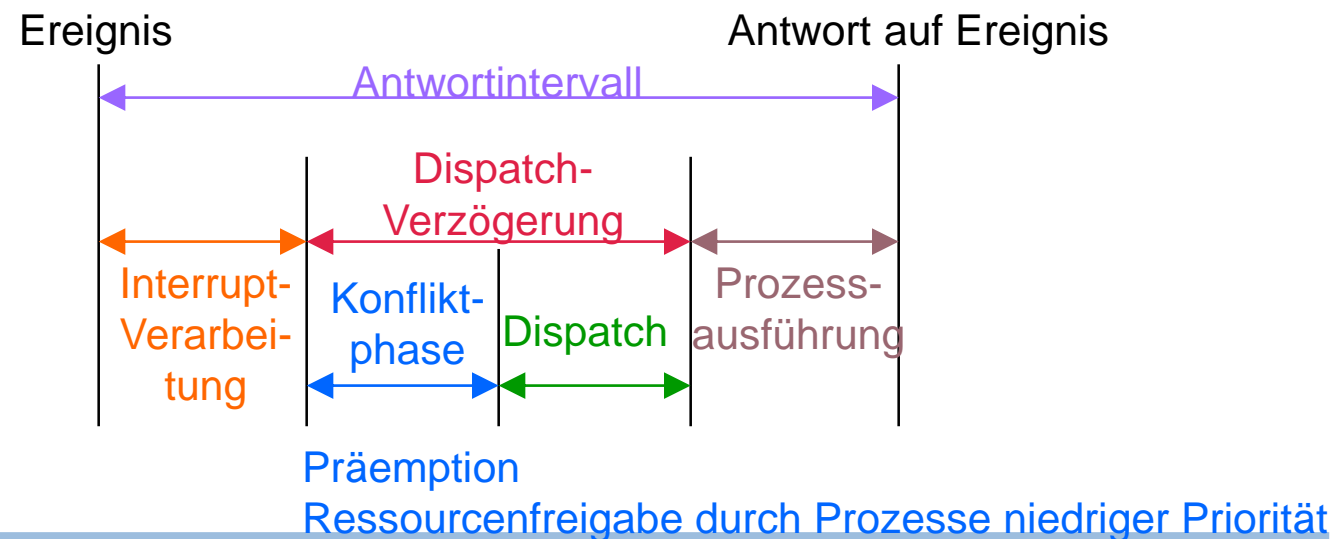 Ereignis
Antwort auf Ereignis
Antwortintervall
Dispatch-
Verzögerung
Interrupt-
Verarbei-
tung
Konflikt-
phase
Dispatch
Prozess-
ausführung
Präemption
Ressourcenfreigabe durch Prozesse niedriger Priorität